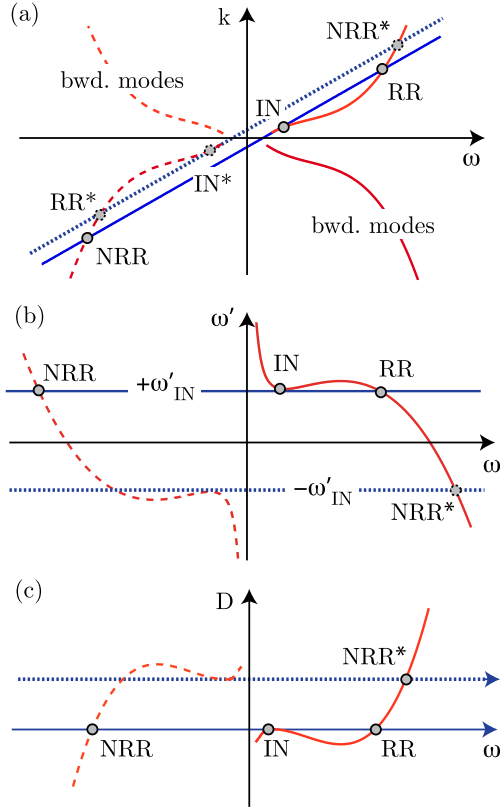 (a)
k
NRR*
bwd. modes
IN
RR
ω
IN*
RR*
NRR
bwd. modes
(b)
ω′
NRR
+ω′IN
IN
RR
ω
−ω′IN
NRR*
(c)
D
NRR*
NRR
IN
RR
ω